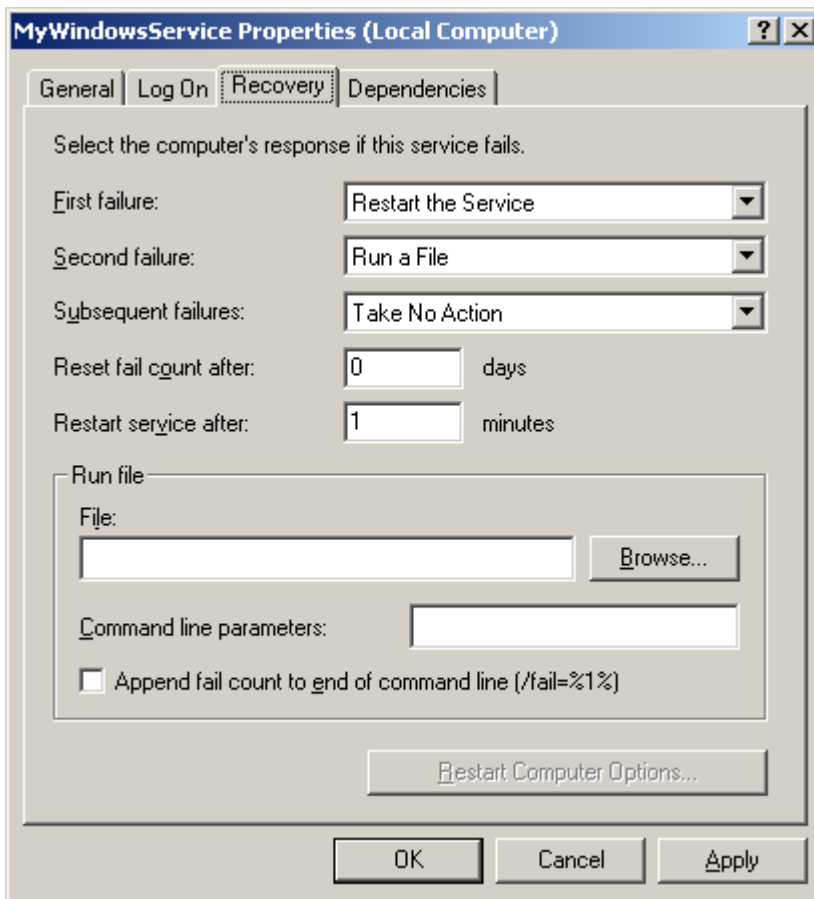 MyWindowsService Properties (Local Computer)
General Log On Recovery Dependencies
Select the computer's response if this service fails.
First failure: Restart the Service
Second failure: Run a File
Subsequent failures: Take No Action
Reset fail count after: 0 days
Restart service after: 1 minutes
Run file
File:
Browse...
Command line parameters:
Append fail count to end of command line (/fail=%1%)
Restart Computer Options...
OK Cancel Apply